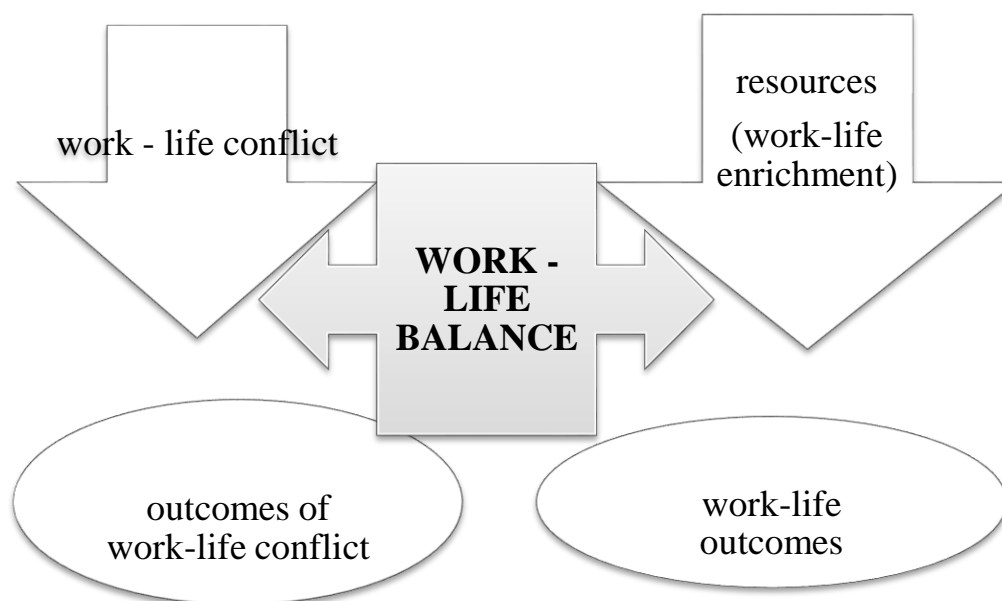 work - life conflict
resources
(work-life
enrichment)
WORK -
LIFE
BALANCE
outcomes of
work-life conflict
work-life
outcomes